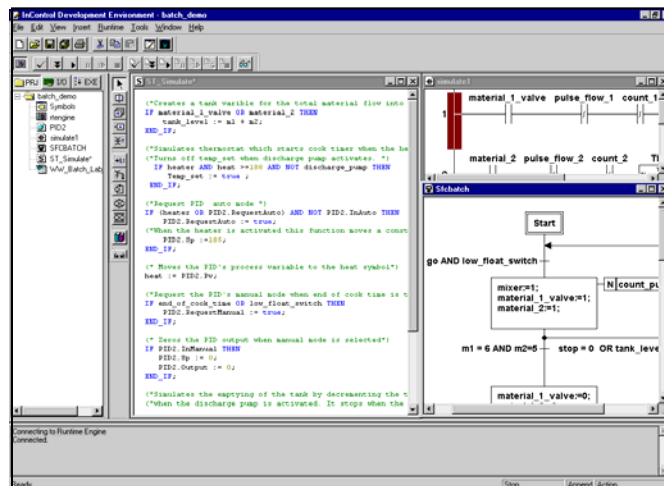 InControl Development Environment - batch_demo
File Edit View Insert Runtime Tools Window Help
PRJ I/O EXE
batch_demo
Symbols
rtengine
PID2
simulate1
SFCBATCH
ST_Simulate*
WW_Batch_Lab
ST_Simulate*
(*Creates a tank varible for the total material flow into
IF material_1_valve OR material_2 THEN
tank_level := m1 + m2;
END_IF;
(*Simulates thermostat which starts cook timer when the he
(*Turns off temp_set when discharge pump activates. *)
IF heater AND heat >=180 AND NOT discharge_pump THEN
Temp_set := true ;
END_IF;
(*Request PID auto mode *)
IF (heater OR PID2.RequestAuto) AND NOT PID2.InAuto THEN
PID2.RequestAuto := true;
(*When the heater is activated this function moves a const
PID2.Sp :=185;
END_IF;
(* Moves the PID's process variable to the heat symbol*)
heat := PID2.Pv;
(*Request the PID's manual mode when end of cook time is t
IF end_of_cook_time OR low_float_switch THEN
PID2.RequestManual := true;
END_IF;
(* Zeros the PID output when manual mode is selected*)
IF PID2.InManual THEN
PID2.Sp := 0;
PID2.Output := 0;
END_IF;
(*Simulates the emptying of the tank by decrementing the t
(*When the discharge pump is activated. It stops when the
simulate1
material_1_valve pulse_flow_1 count_1
1
material_2 pulse_flow_2 count_2
Sfcbatch
Start
go AND low_float_switch
mixer:=1;
material_1_valve:=1;
material_2:=1;
N count_pu
m1 = 6 AND m2=5 stop = 0 OR tank_leve
material_1_valve:=0;
Connecting to Runtime Engine
Connected.
Ready Stop Append Action